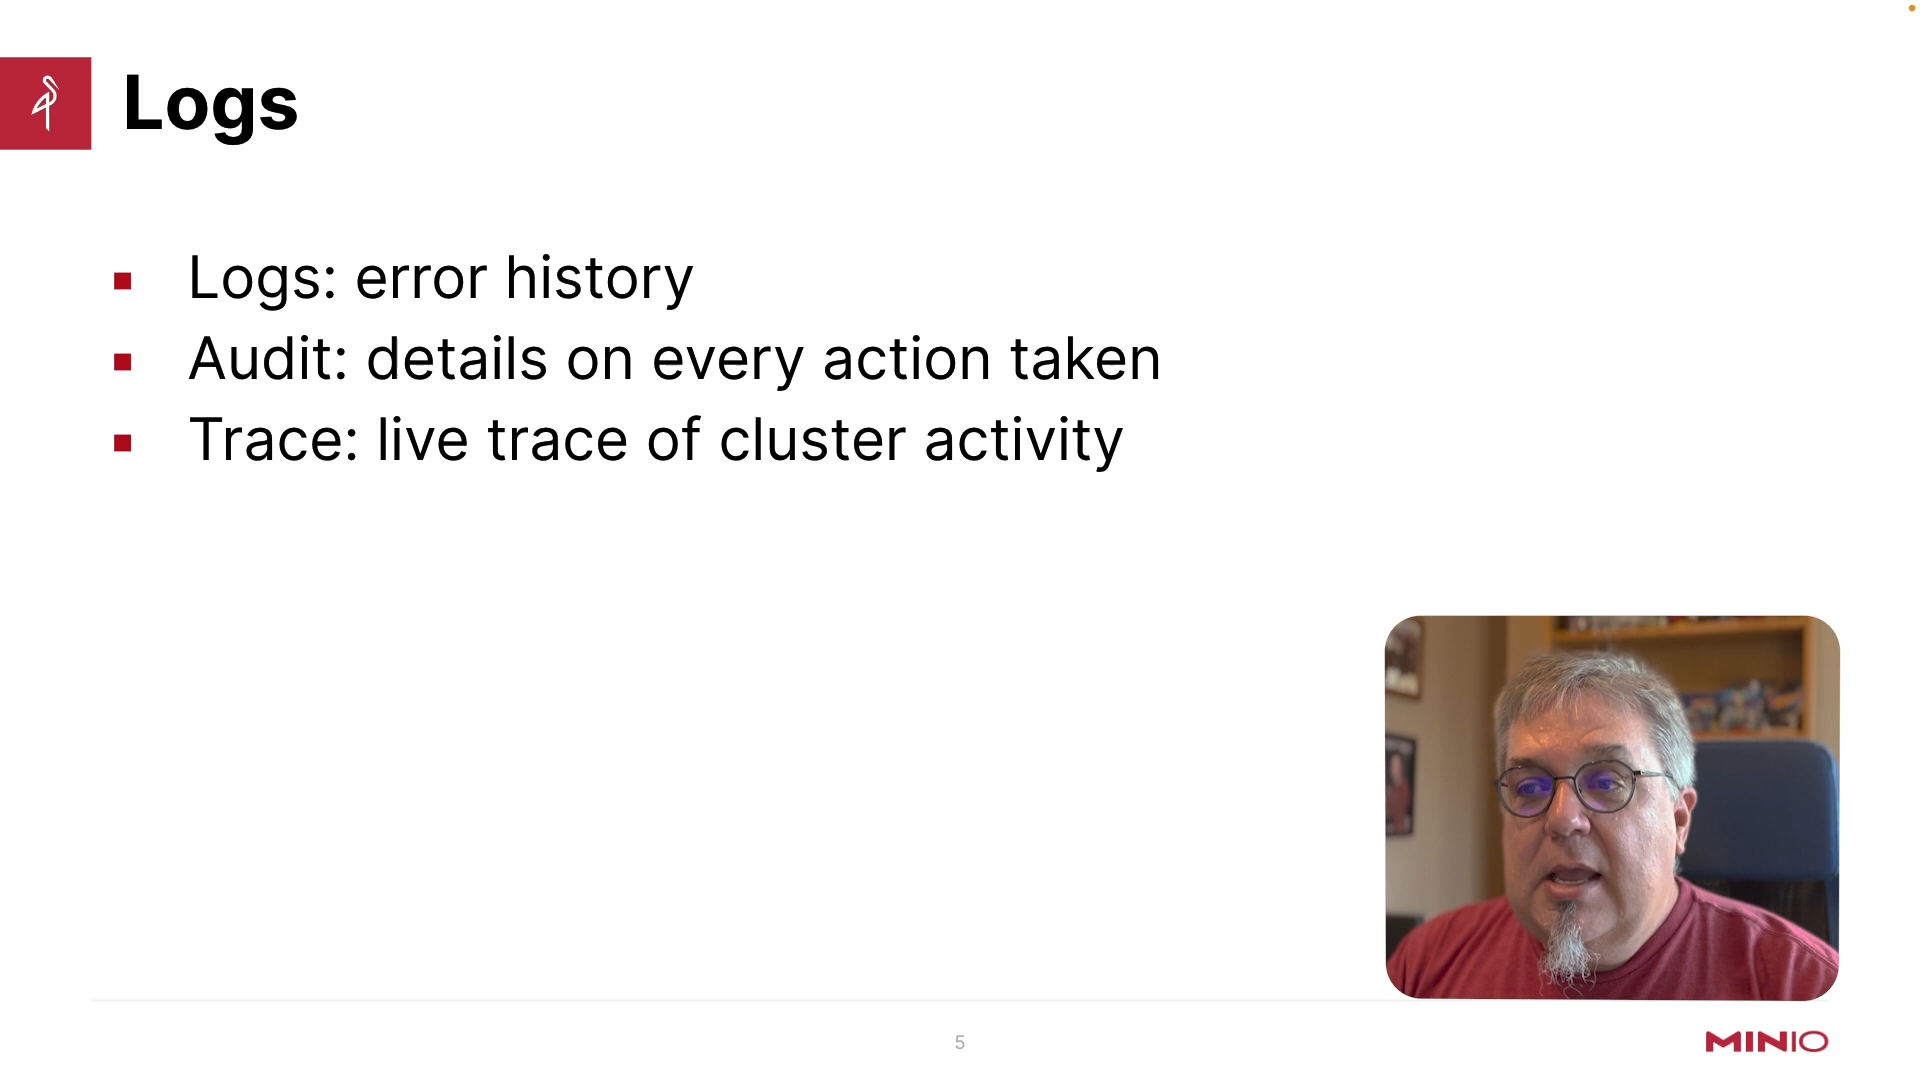 Logs
Logs: error history
Audit: details on every action taken
Trace: live trace of cluster activity
5
MINIO